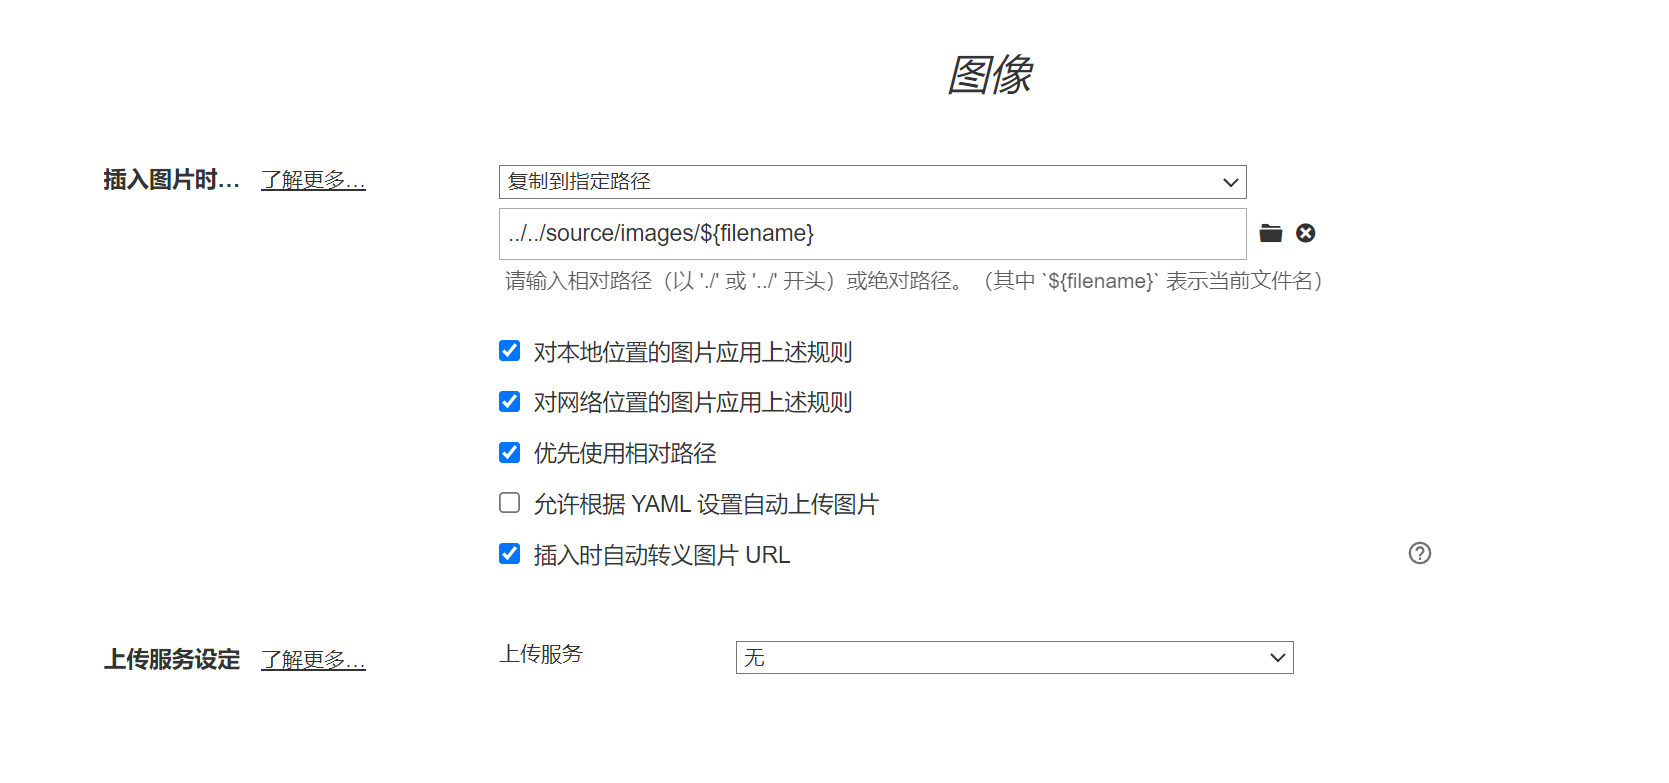 图像
插入图片时... 了解更多...
复制到指定路径
../../source/images/${filename}
请输入相对路径（以 './' 或 '../' 开头）或绝对路径。（其中 `${filename}` 表示当前文件名）
对本地位置的图片应用上述规则
对网络位置的图片应用上述规则
优先使用相对路径
允许根据 YAML 设置自动上传图片
插入时自动转义图片 URL
上传服务设定 了解更多... 上传服务 无